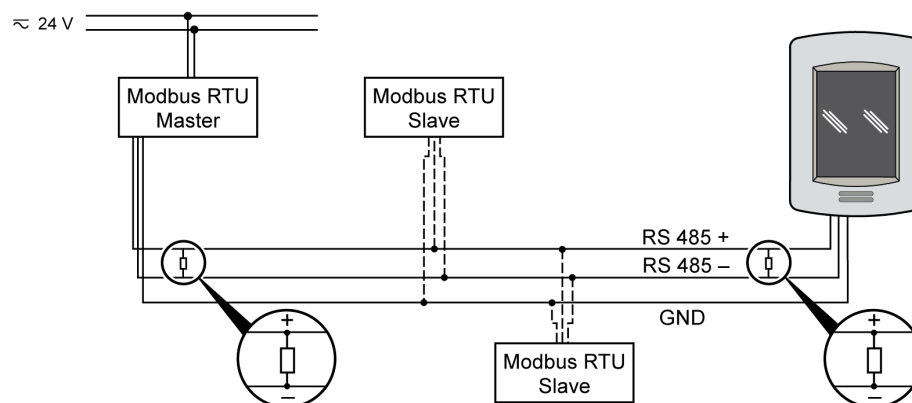 ⎓ 24 V
Modbus RTU
Master
Modbus RTU
Slave
RS 485 +
RS 485 –
GND
Modbus RTU
Slave
+
–
+
–